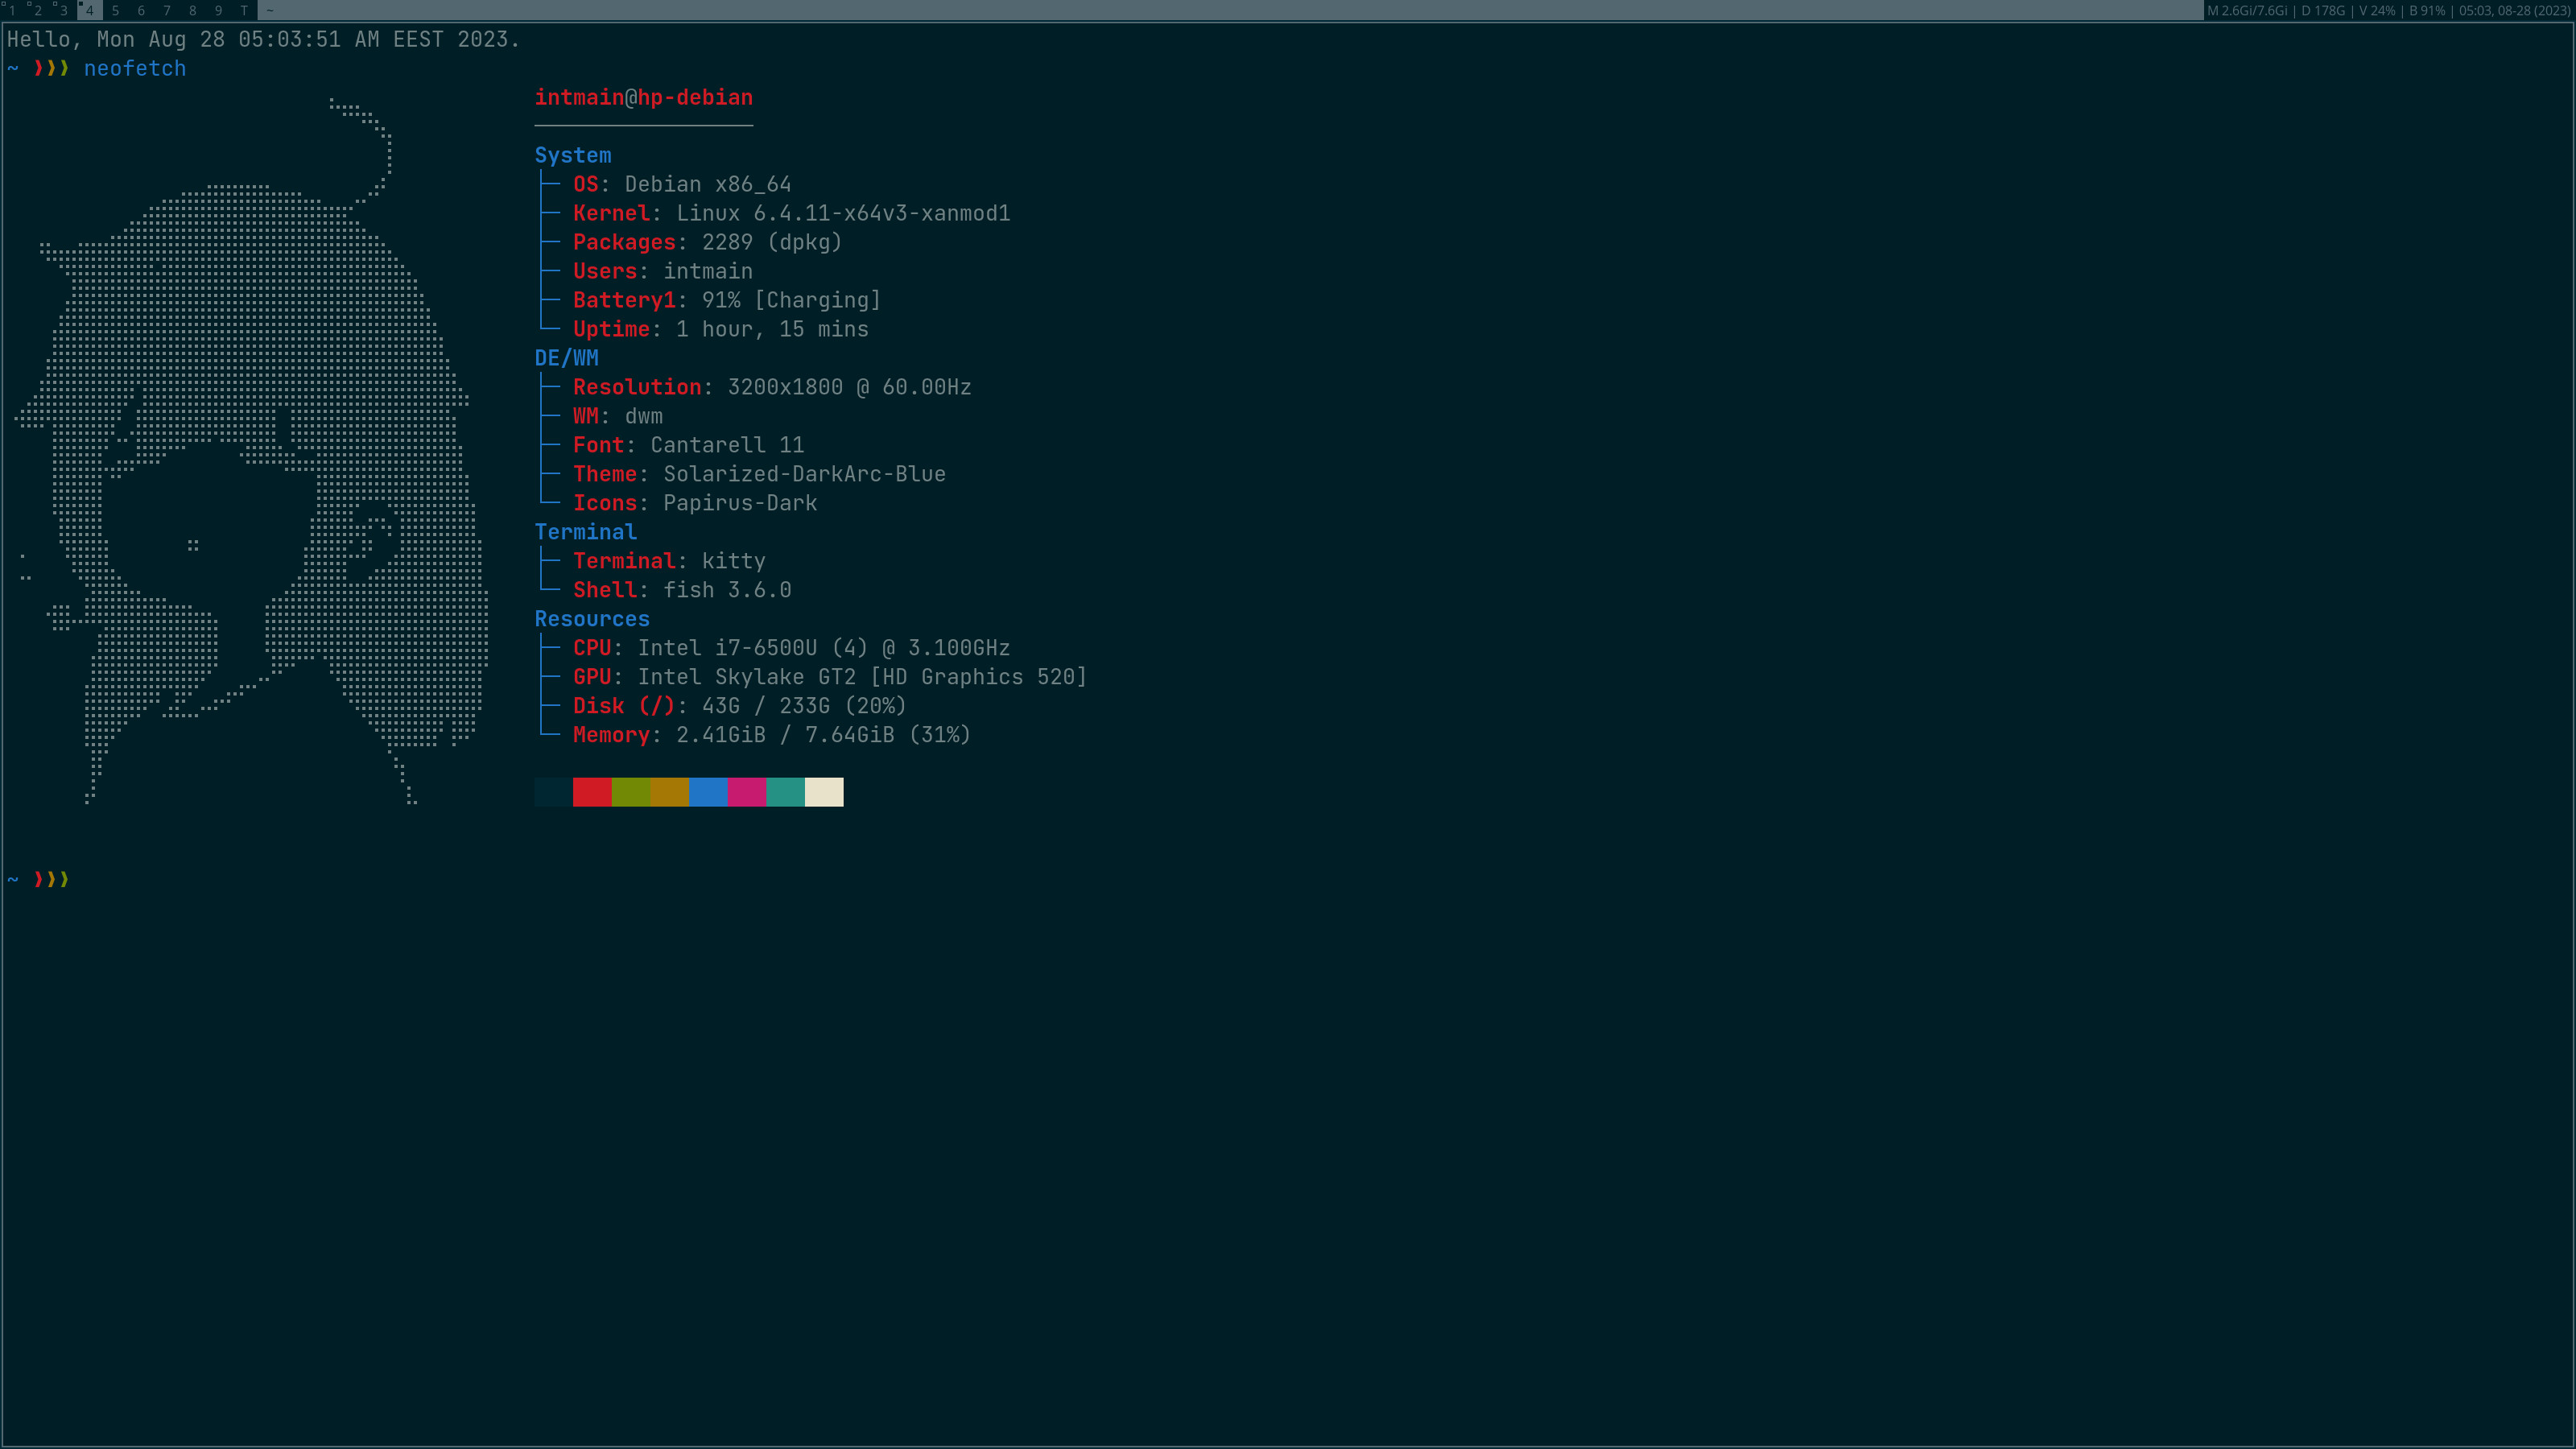 1 2 3 4 5 6 7 8 9 T ~ M 2.6Gi/7.6Gi | D 178G | V 24% | B 91% | 05:03, 08-28 (2023)
Hello, Mon Aug 28 05:03:51 AM EEST 2023.
~ ❱❱❱ neofetch
intmain@hp-debian
System
├─ OS: Debian x86_64
├─ Kernel: Linux 6.4.11-x64v3-xanmod1
├─ Packages: 2289 (dpkg)
├─ Users: intmain
├─ Battery1: 91% [Charging]
└─ Uptime: 1 hour, 15 mins
DE/WM
├─ Resolution: 3200x1800 @ 60.00Hz
├─ WM: dwm
├─ Font: Cantarell 11
├─ Theme: Solarized-DarkArc-Blue
└─ Icons: Papirus-Dark
Terminal
├─ Terminal: kitty
└─ Shell: fish 3.6.0
Resources
├─ CPU: Intel i7-6500U (4) @ 3.100GHz
├─ GPU: Intel Skylake GT2 [HD Graphics 520]
├─ Disk (/): 43G / 233G (20%)
└─ Memory: 2.41GiB / 7.64GiB (31%)
~ ❱❱❱